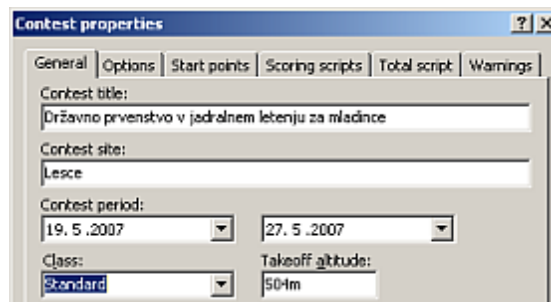 Contest properties
General Options Start points Scoring scripts Total script Warnings
Contest title:
Državno prvenstvo v jadralnem letenju za mladince
Contest site:
Lesce
Contest period:
19. 5 .2007 27. 5 .2007
Class: Takeoff altitude:
Standard 504m